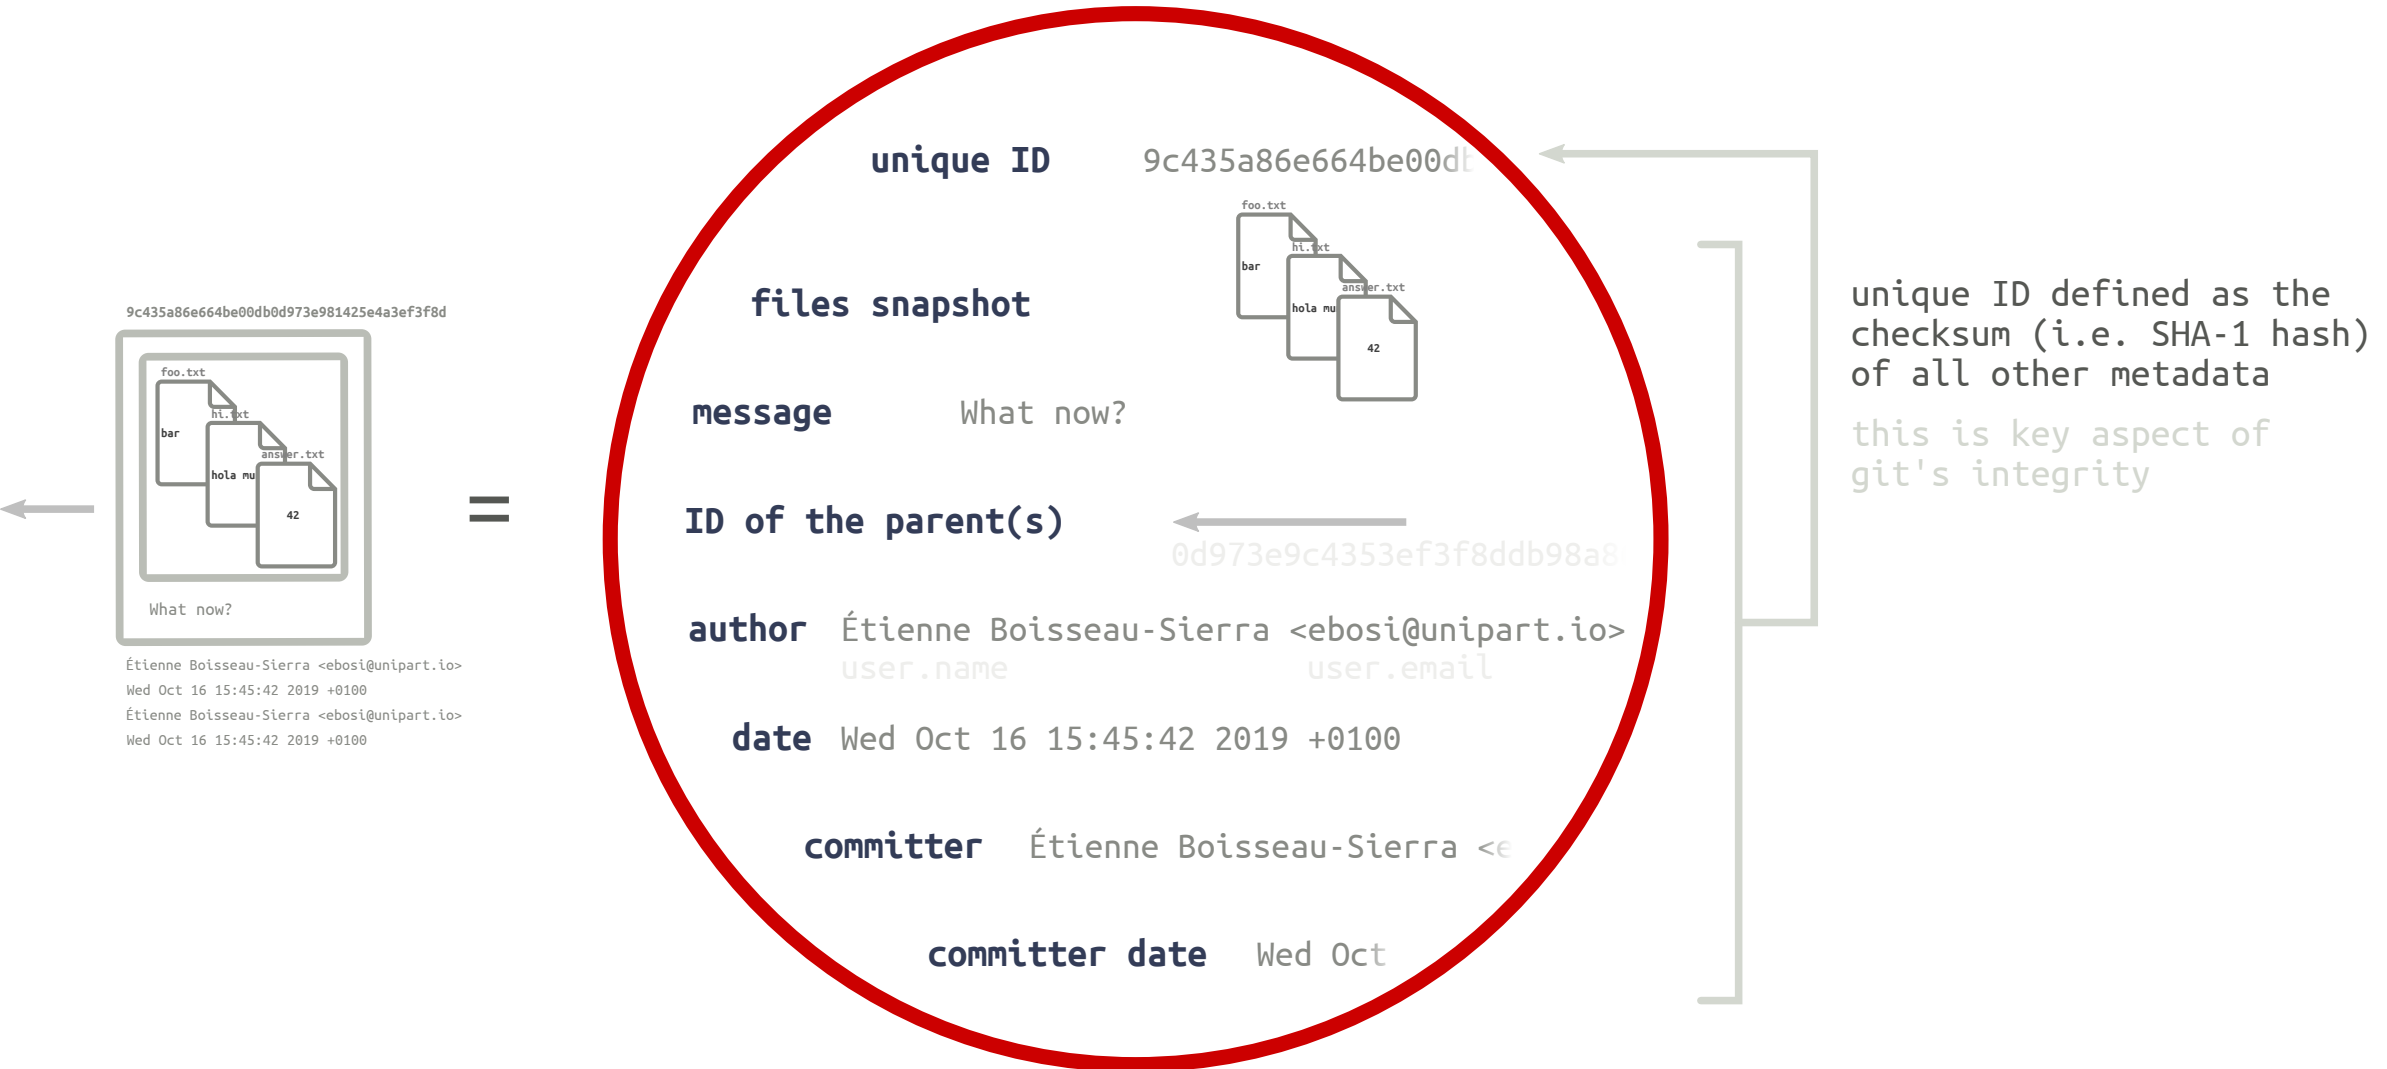 9c435a86e664be00db0d973e981425e4a3ef3f8d
foo.txt
hi.txt
bar
answer.txt
hola mu
42
What now?
Étienne Boisseau-Sierra <ebosi@unipart.io>
Wed Oct 16 15:45:42 2019 +0100
Étienne Boisseau-Sierra <ebosi@unipart.io>
Wed Oct 16 15:45:42 2019 +0100
=
unique ID 9c435a86e664be00db
foo.txt
hi.txt
bar
answer.txt
hola mu
42
files snapshot
message What now?
ID of the parent(s)
0d973e9c4353ef3f8ddb98a8
author Étienne Boisseau-Sierra <ebosi@unipart.io>
user.name user.email
date Wed Oct 16 15:45:42 2019 +0100
committer Étienne Boisseau-Sierra <e
committer date Wed Oct
unique ID defined as the
checksum (i.e. SHA-1 hash)
of all other metadata
this is key aspect of
git's integrity